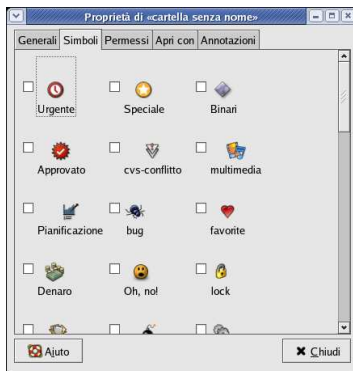 Proprietà di «cartella senza nome»
Generali Simboli Permessi Apri con Annotazioni
Urgente Speciale Binari
Approvato cvs-conflitto multimedia
Pianificazione bug favorite
Denaro Oh, no! lock
Aiuto Chiudi